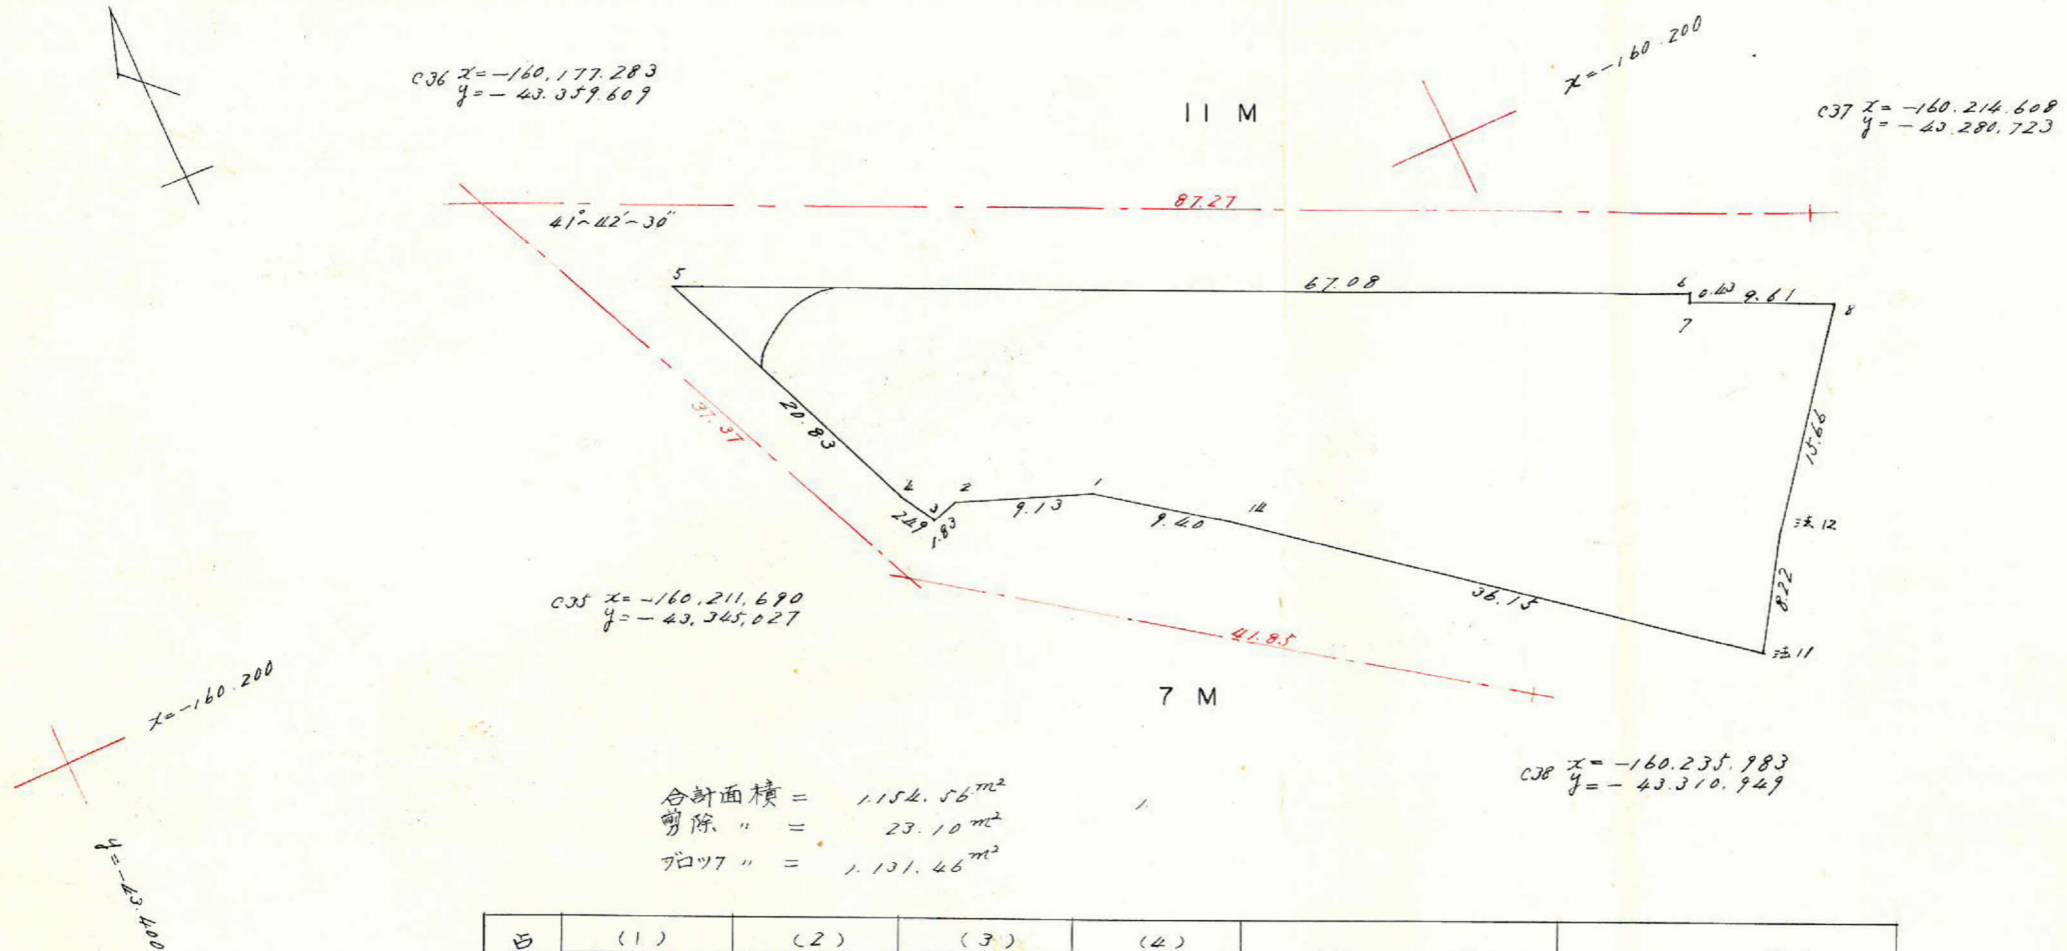 C36 x=-160,177.283
y=-43.359.609
11 M
x=-160.200
C37 x=-160.214.608
y=-43.280.723
87.27
41°~42'~30"
5
67.08
6
0.43
9.61
7
8
37.37
20.83
15.66
4
3
2
1
14
2.49
1.83
9.13
9.40
法.12
8.22
36.15
法.11
C35 x=-160,211,690
y=-43,345,027
41.85
7 M
x=-160.200
y=-43.400
C38 x=-160.235.983
y=-43.310.949
合計面積 = 1.154.56m²
剪除 〃 = 23.10m²
ブロック 〃 = 1.131.46m²
(1) (2) (3) (4)